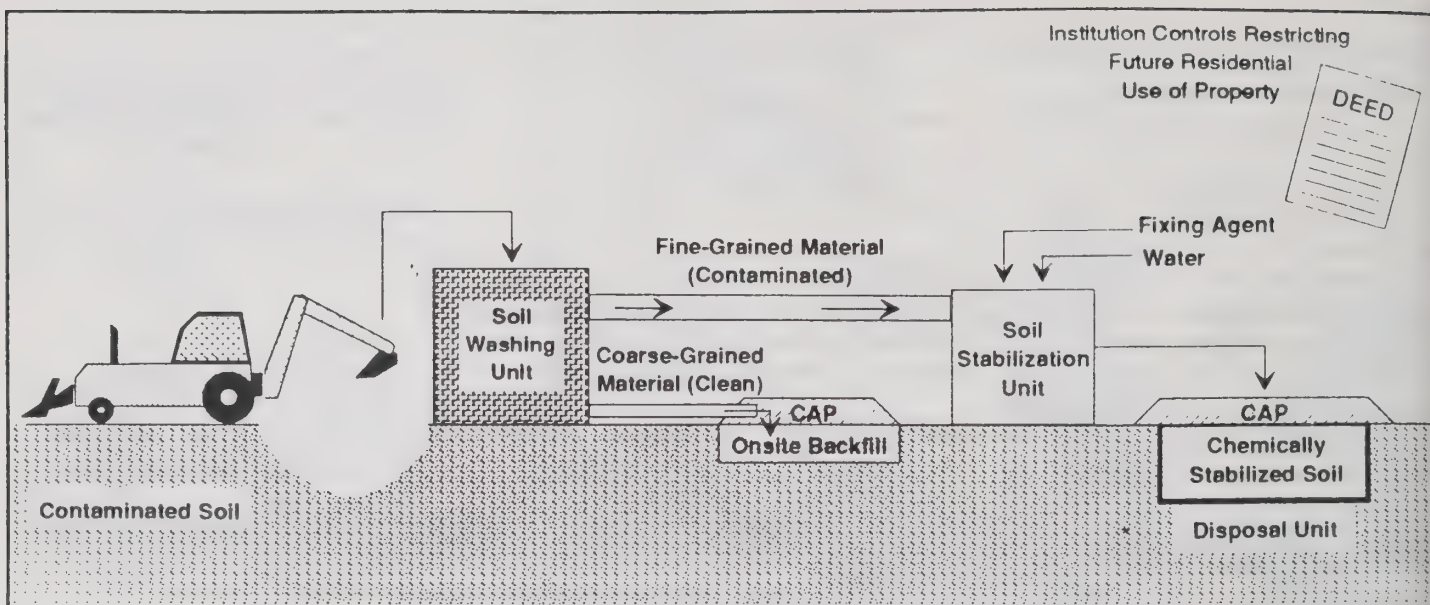 Institution Controls Restricting
Future Residential
Use of Property
DEED
Fixing Agent
Water
Fine-Grained Material
(Contaminated)
Soil
Washing
Unit
Coarse-Grained
Material (Clean)
Soil
Stabilization
Unit
CAP
Onsite Backfill
CAP
Chemically
Stabilized Soil
Contaminated Soil
Disposal Unit